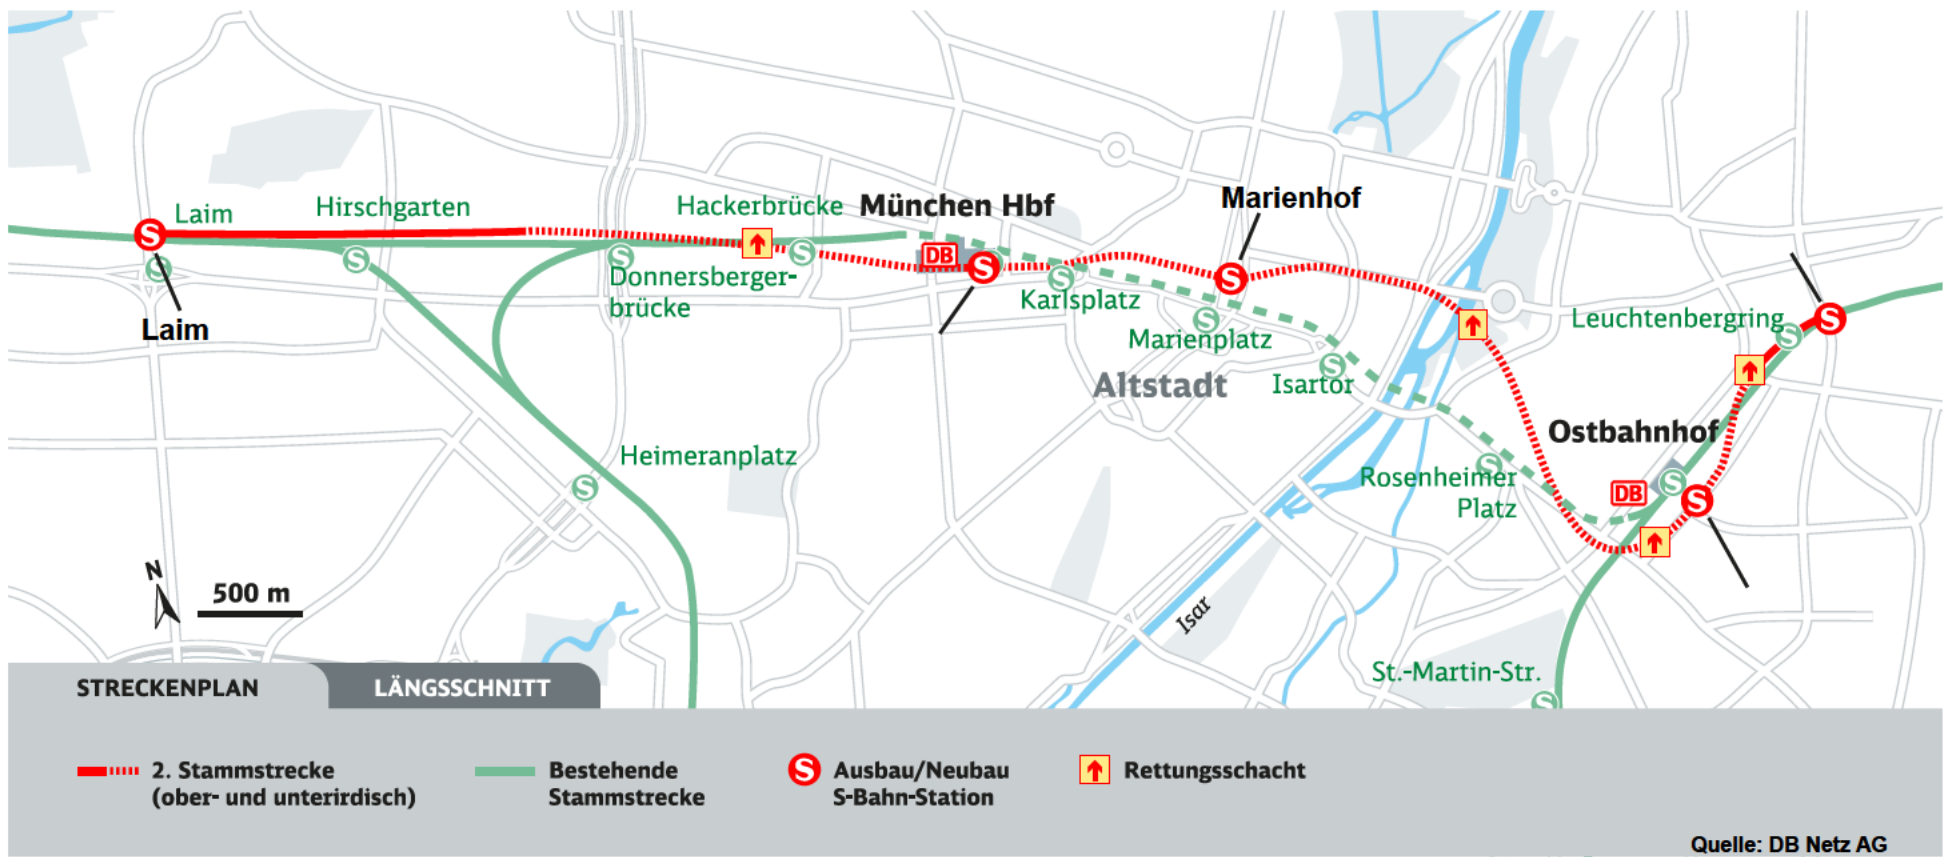 Laim
Hirschgarten
Hackerbrücke
München Hbf
Marienhof
S
S
S
S
DB
S
S
S
Donnersberger-
brücke
Karlsplatz
S
Laim
S
Marienplatz
Leuchtenbergring
S
S
Altstadt
S
Isartor
Ostbahnhof
Heimeranplatz
S
S
Rosenheimer
Platz
DB
S
S
N
500 m
Isar
St.-Martin-Str.
S
STRECKENPLAN
LÄNGSSCHNITT
2. Stammstrecke
(ober- und unterirdisch)
Bestehende
Stammstrecke
S
Ausbau/Neubau
S-Bahn-Station
Rettungsschacht
Quelle: DB Netz AG